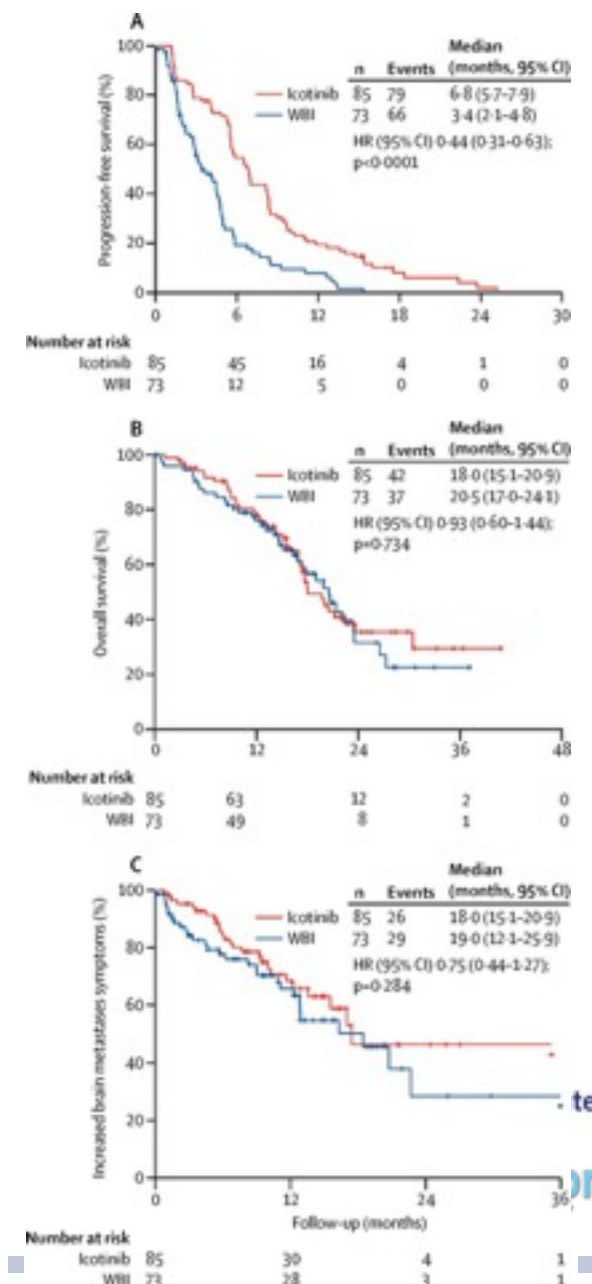 A
Median
n Events (months, 95% CI)
Icotinib 85 79 6·8 (5·7–7·9)
WBI 73 66 3·4 (2·1–4·8)
HR (95% CI) 0·44 (0·31–0·63);
p<0·0001
Progression-free survival (%)
100
80
60
40
20
0
0 6 12 18 24 30
Number at risk
Icotinib 85 45 16 4 1 0
WBI 73 12 5 0 0 0
B
Median
n Events (months, 95% CI)
Icotinib 85 42 18·0 (15·1–20·9)
WBI 73 37 20·5 (17·0–24·1)
HR (95% CI) 0·93 (0·60–1·44);
p=0·734
Overall survival (%)
100
80
60
40
20
0
0 12 24 36 48
Number at risk
Icotinib 85 63 12 2 0
WBI 73 49 8 1 0
C
Median
n Events (months, 95% CI)
Icotinib 85 26 18·0 (15·1–20·9)
WBI 73 29 19·0 (12·1–25·9)
HR (95% CI) 0·75 (0·44–1·27);
p=0·284
Increased brain metastases symptoms (%)
100
80
60
40
20
0
0 12 24 36
Follow-up (months)
Number at risk
Icotinib 85 39 4 1
WBI 73 28 3 1